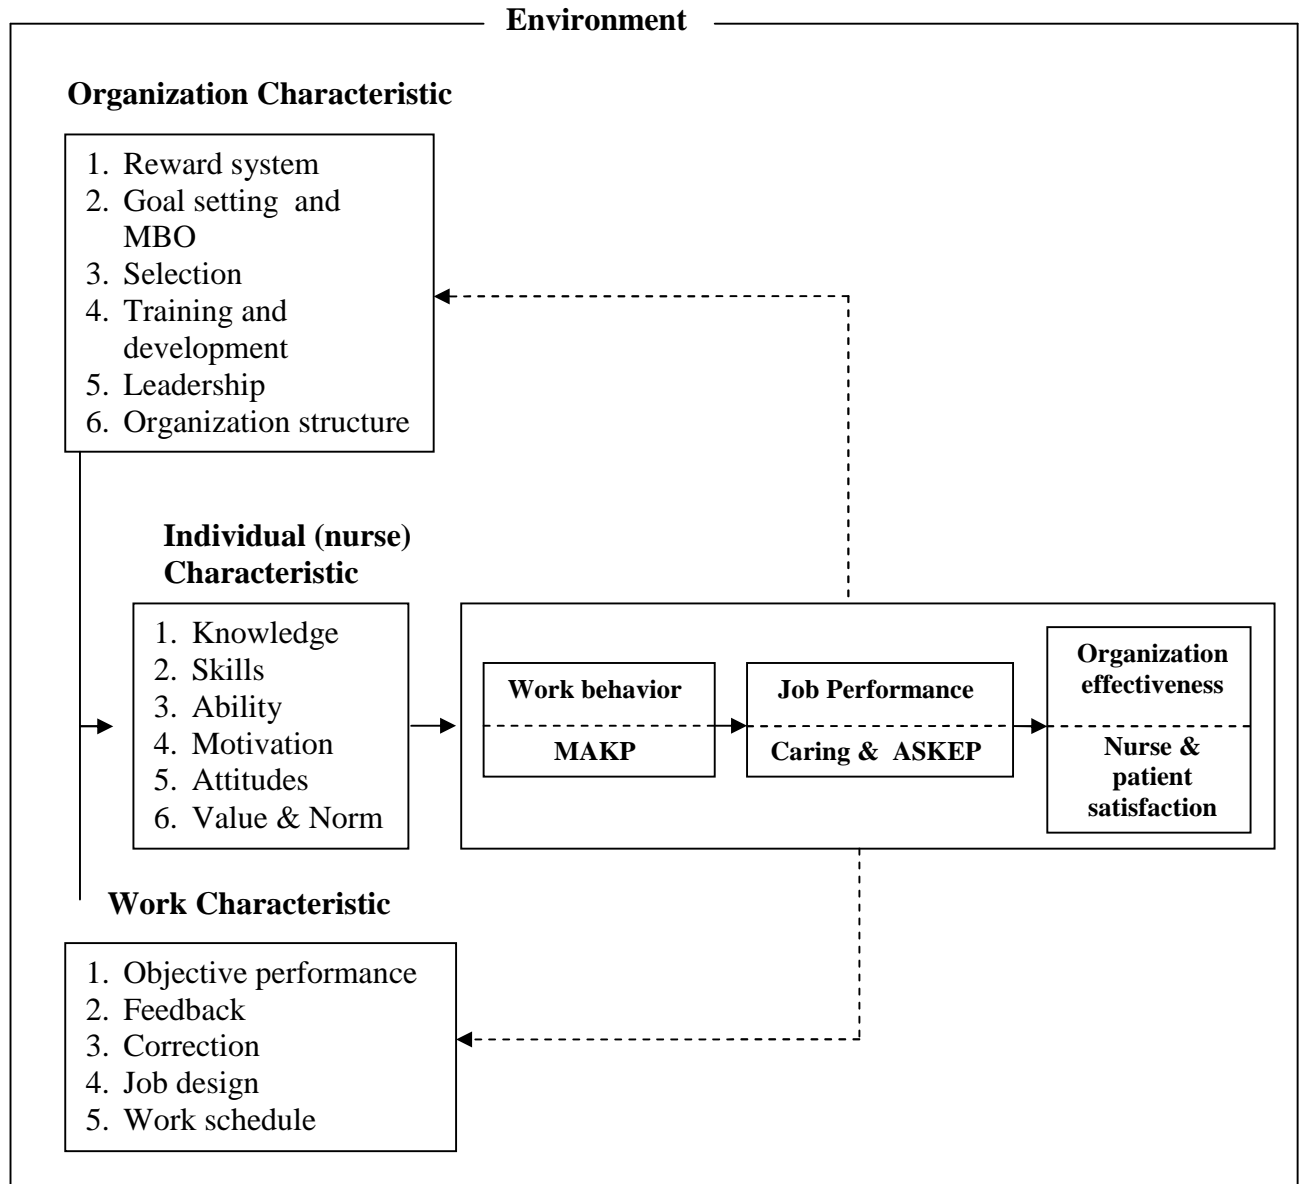 Environment
Organization Characteristic
1. Reward system
2. Goal setting and
MBO
3. Selection
4. Training and
development
5. Leadership
6. Organization structure
Individual (nurse)
Characteristic
1. Knowledge
2. Skills
3. Ability
4. Motivation
5. Attitudes
6. Value & Norm
Work behavior
MAKP
Job Performance
Caring & ASKEP
Organization
effectiveness
Nurse &
patient
satisfaction
Work Characteristic
1. Objective performance
2. Feedback
3. Correction
4. Job design
5. Work schedule